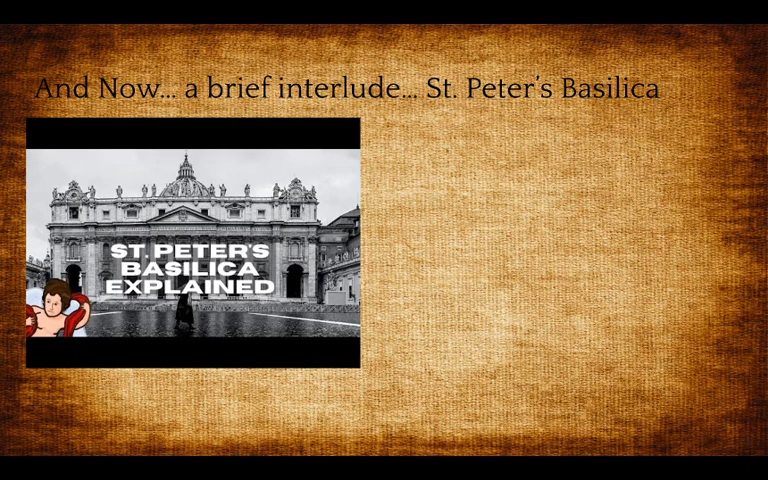 And Now... a brief interlude... St. Peter's Basilica
ST. PETER'S
BASILICA
EXPLAINED